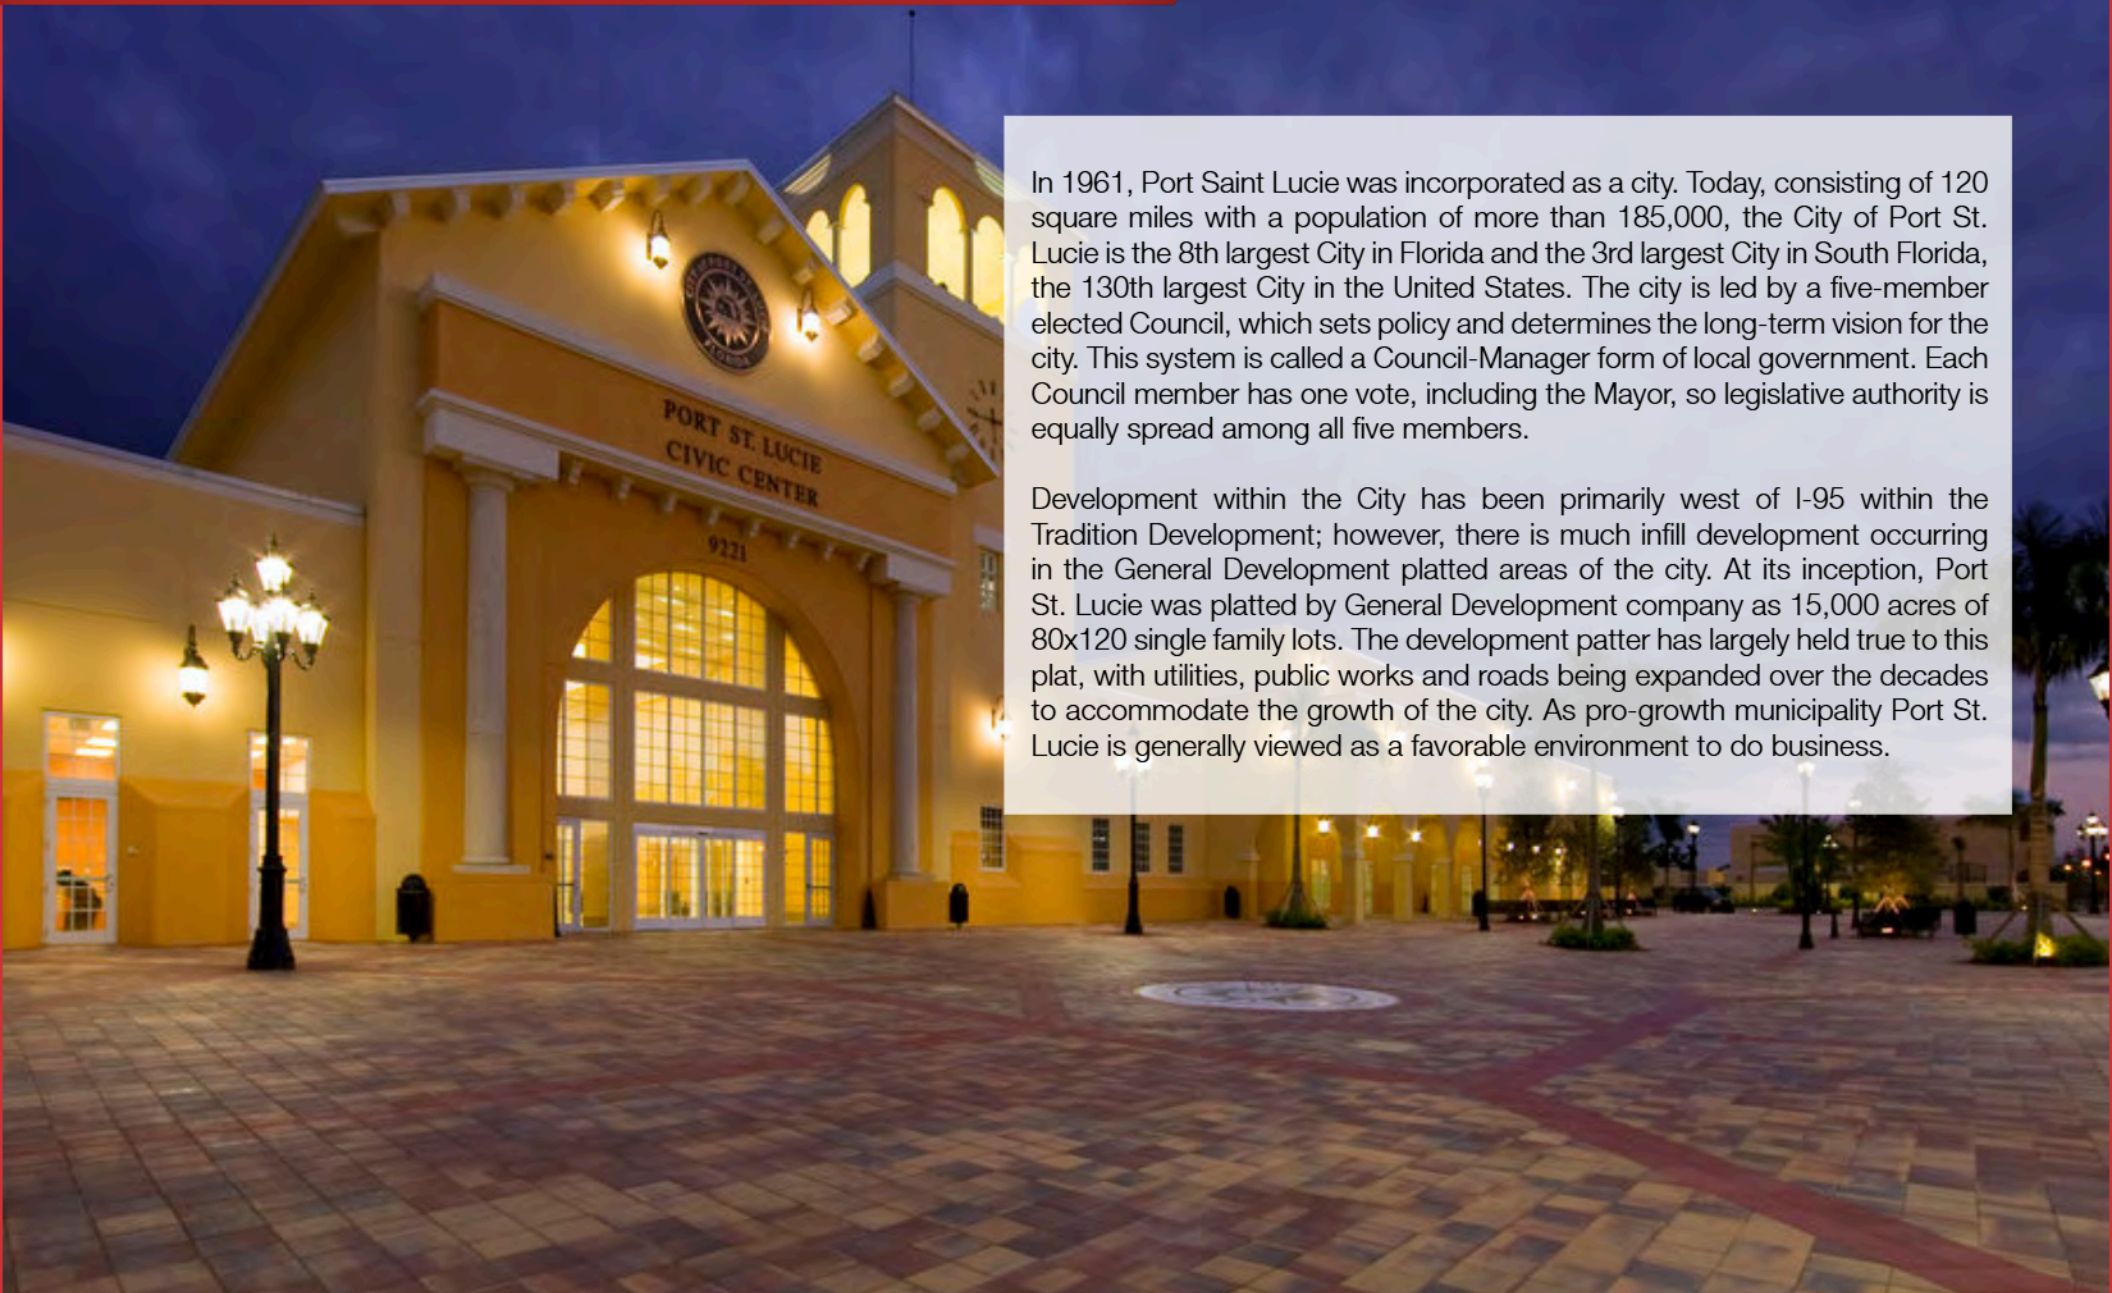 In 1961, Port Saint Lucie was incorporated as a city. Today, consisting of 120
square miles with a population of more than 185,000, the City of Port St.
Lucie is the 8th largest City in Florida and the 3rd largest City in South Florida,
the 130th largest City in the United States. The city is led by a five-member
elected Council, which sets policy and determines the long-term vision for the
city. This system is called a Council-Manager form of local government. Each
Council member has one vote, including the Mayor, so legislative authority is
equally spread among all five members.
Development within the City has been primarily west of I-95 within the
Tradition Development; however, there is much infill development occurring
in the General Development platted areas of the city. At its inception, Port
St. Lucie was platted by General Development company as 15,000 acres of
80x120 single family lots. The development patter has largely held true to this
plat, with utilities, public works and roads being expanded over the decades
to accommodate the growth of the city. As pro-growth municipality Port St.
Lucie is generally viewed as a favorable environment to do business.
FLORIDA
PORT ST. LUCIE
CIVIC CENTER
9221